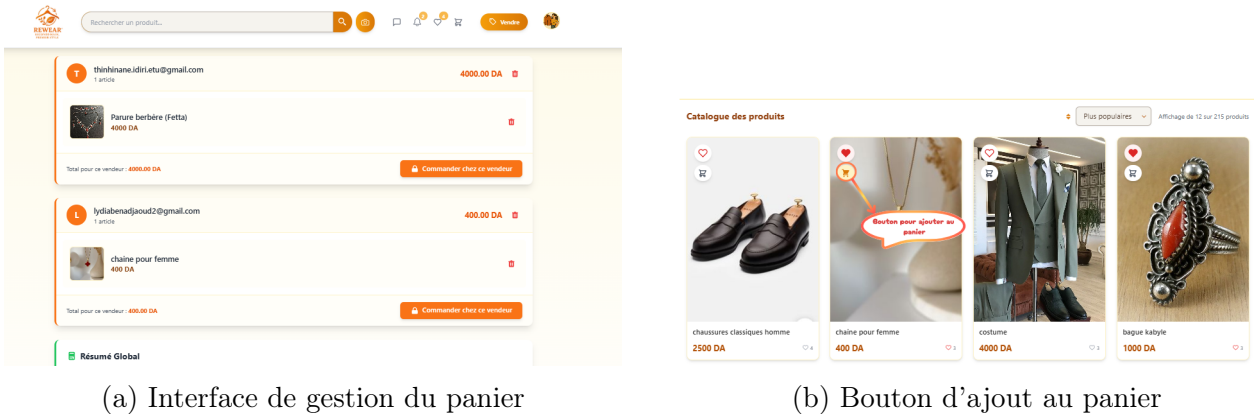 REWEAR
Rechercher un produit...
Vendre
T
thinhinane.idiri.etu@gmail.com
1 article
4000.00 DA
Parure berbère (Fetta)
4000 DA
Total pour ce vendeur : 4000.00 DA
Commander chez ce vendeur
L
lydiabenadjaoud2@gmail.com
1 article
400.00 DA
chaine pour femme
400 DA
Total pour ce vendeur : 400.00 DA
Commander chez ce vendeur
Résumé Global
(a) Interface de gestion du panier
Catalogue des produits
Plus populaires
Affichage de 12 sur 215 produits
Bouton pour ajouter au
panier
chaussures classiques homme
2500 DA
chaine pour femme
400 DA
costume
4000 DA
bague kabyle
1000 DA
(b) Bouton d'ajout au panier